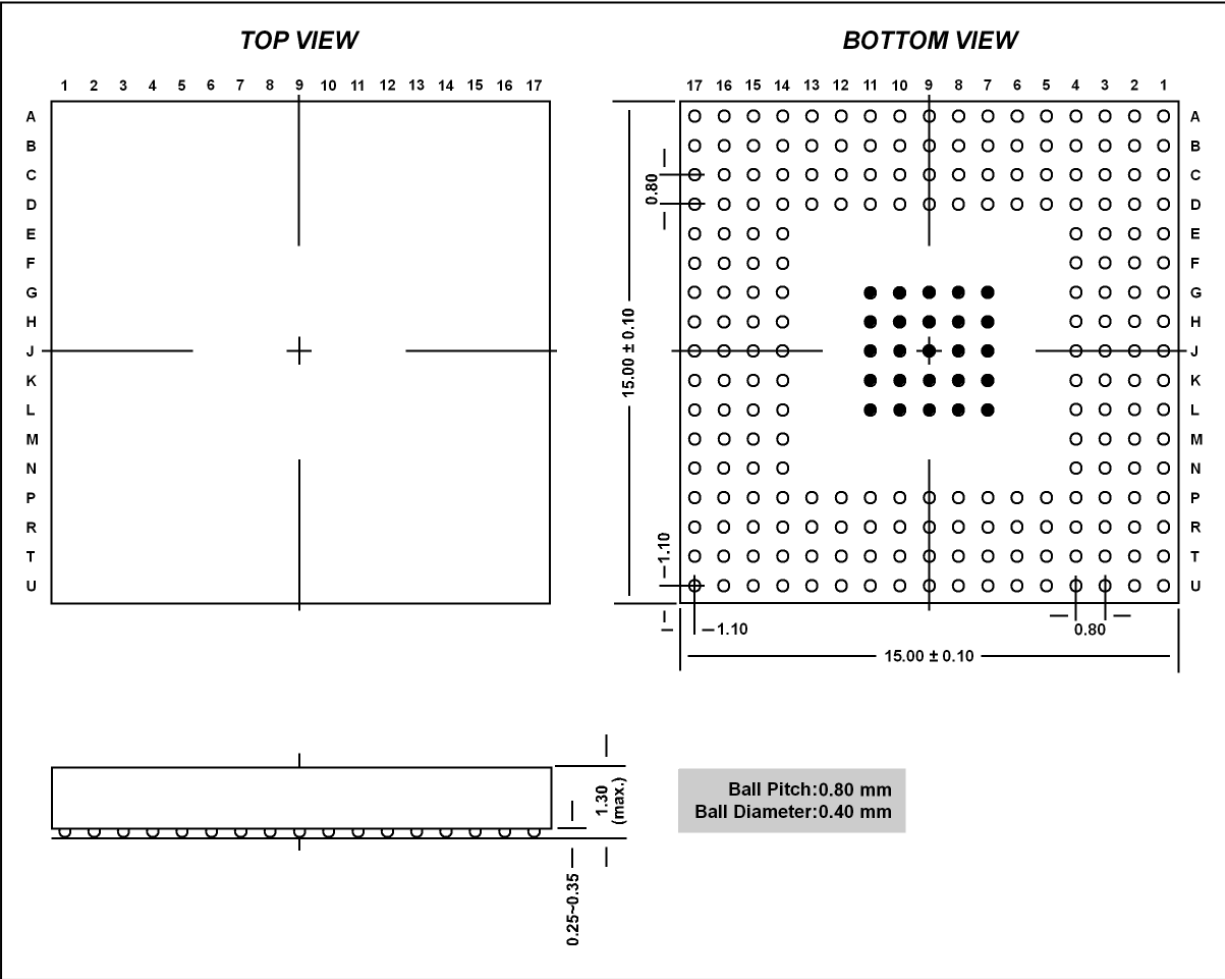 TOP VIEW
BOTTOM VIEW
1 2 3 4 5 6 7 8 9 10 11 12 13 14 15 16 17
17 16 15 14 13 12 11 10 9 8 7 6 5 4 3 2 1
A
B
C
D
E
F
G
H
J
K
L
M
N
P
R
T
U
A
B
C
D
E
F
G
H
J
K
L
M
N
P
R
T
U
0.80
15.00 ± 0.10
1.10
1.10
0.80
15.00 ± 0.10
1.30
(max.)
0.25~0.35
Ball Pitch:0.80 mm
Ball Diameter:0.40 mm